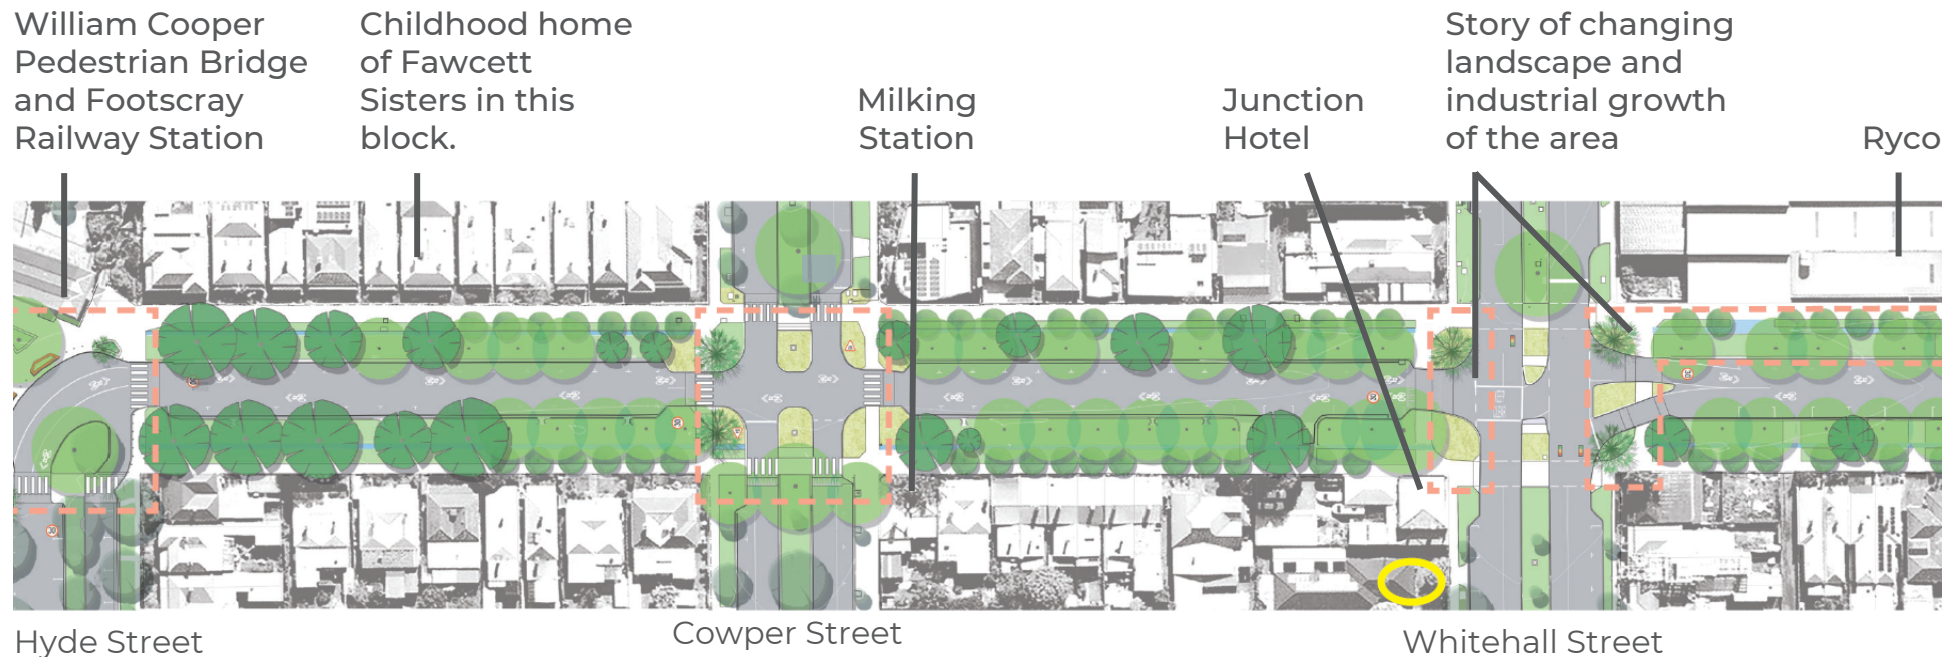 William Cooper
Pedestrian Bridge
and Footscray
Railway Station
Childhood home
of Fawcett
Sisters in this
block.
Milking
Station
Junction
Hotel
Story of changing
landscape and
industrial growth
of the area
Ryco
Hyde Street
Cowper Street
Whitehall Street